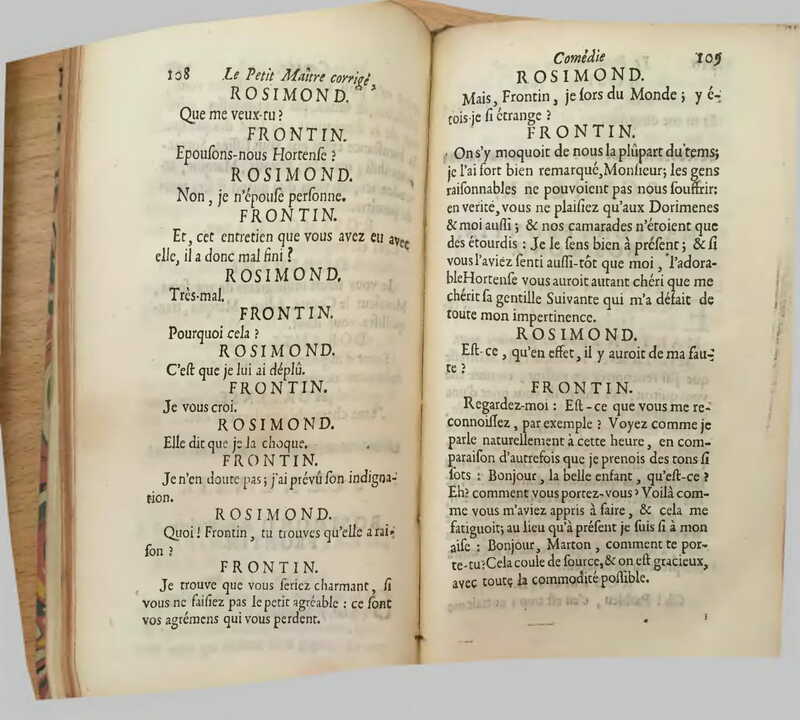 108 Le Petit Maître corrigé,
ROSIMOND.
Que me veux-tu ?
FRONTIN.
Epouſons-nous Hortenſe ?
ROSIMOND.
Non, je n'épouſe perſonne.
FRONTIN.
Et, cet entretien que vous avez eu avec
elle, il a donc mal fini ?
ROSIMOND,
Très-mal.
FRONTIN.
Pourquoi cela ?
ROSIMOND.
C'eſt que je lui ai déplû.
FRONTIN.
Je vous croi.
ROSIMOND.
Elle dit que je la choque.
FRONTIN.
Je n'en doute pas ; j'ai prévû ſon indigna-
tion.
ROSIMOND.
Quoi ! Frontin, tu trouves qu'elle a rai-
ſon ?
FRONTIN.
Je trouve que vous ſeriez charmant, ſi
vous ne faiſiez pas le petit agréable : ce ſont
vos agrémens qui vous perdent.
Comédie 109
ROSIMOND.
Mais, Frontin, je ſors du Monde ; y é-
tois-je ſi étrange ?
FRONTIN.
On s'y moquoit de nous la plûpart du tems;
je l'ai fort bien remarqué, Monſieur; les gens
raiſonnables ne pouvoient pas nous ſouffrir:
en verité, vous ne plaiſiez qu'aux Dorimenes
& moi auſſi ; & nos camarades n'étoient que
des étourdis : Je le ſens bien à préſent ; & ſi
vous l'aviez ſenti auſſi-tôt que moi, l'adora-
ble Hortenſe vous auroit autant chéri que me
chérit ſa gentille Suivante qui m'a défait de
toute mon impertinence.
ROSIMOND.
Eſt-ce, qu'en effet, il y auroit de ma fau-
te ?
FRONTIN.
Regardez-moi : Eſt-ce que vous me re-
connoiſſez, par exemple ? Voyez comme je
parle naturellement à cette heure, en com-
paraiſon d'autrefois que je prenois des tons ſi
ſots : Bonjour, la belle enfant, qu'eſt-ce ?
Eh? comment vous portez-vous ? Voilà com-
me vous m'aviez appris à faire, & cela me
fatiguoit; au lieu qu'à préſent je ſuis ſi à mon
aiſe : Bonjour, Marton, comment te por-
te-tu? Cela coule de ſource, & on eſt gracieux,
avec toute la commodité poſſible.